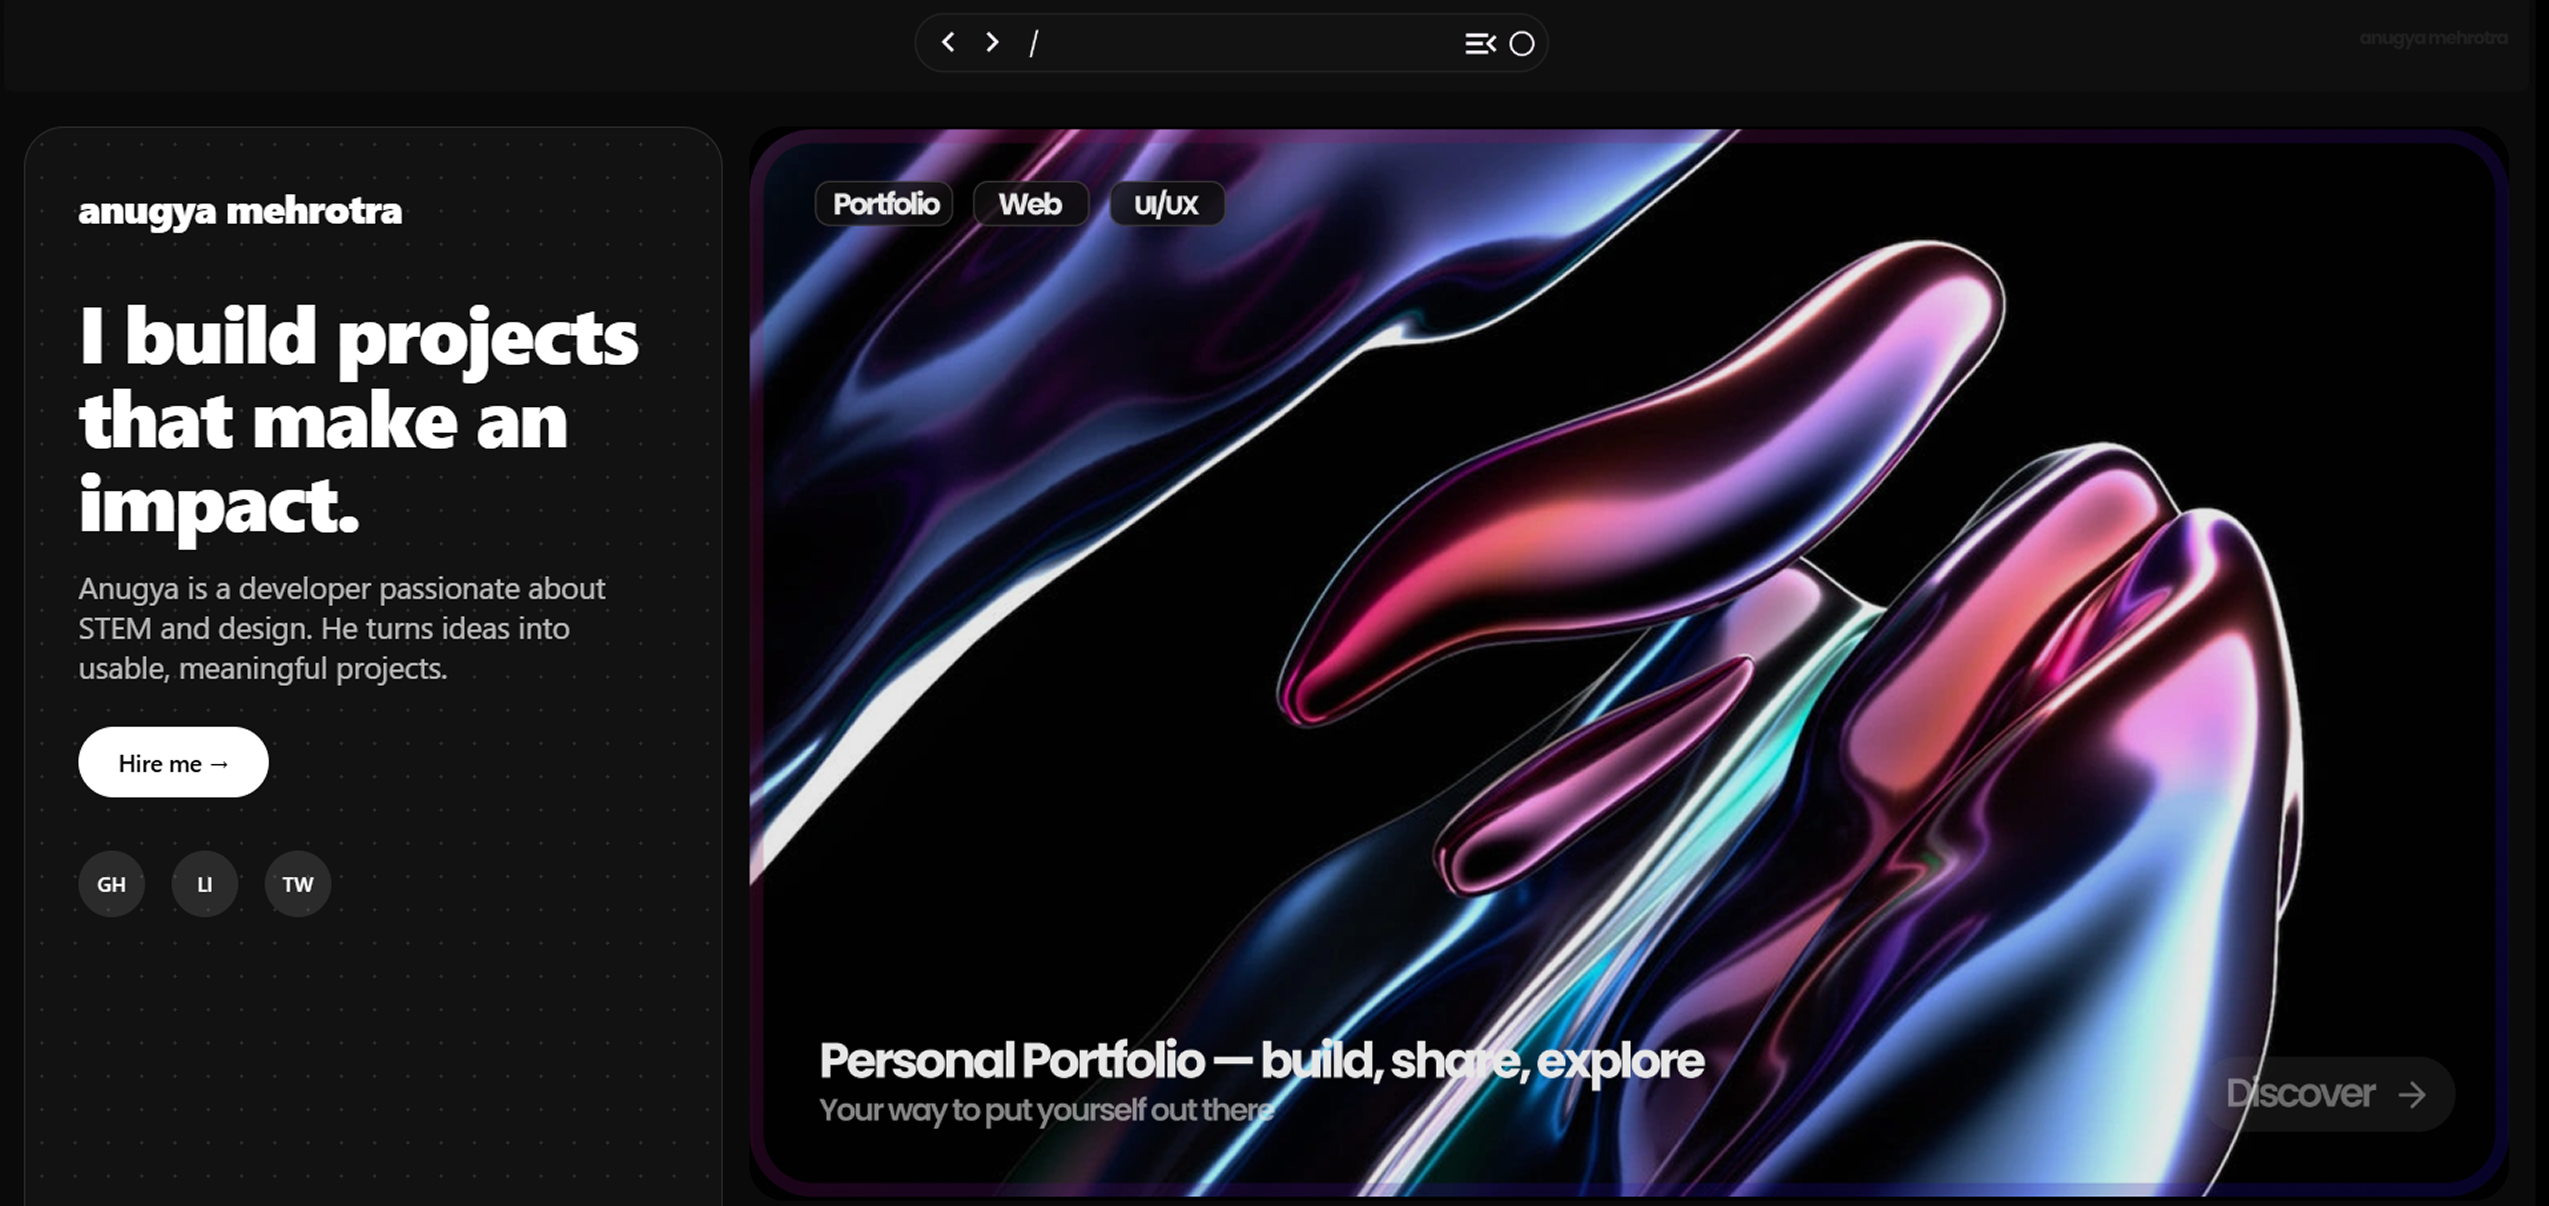 /
anugya mehrotra
anugya mehrotra
I build projects
that make an
impact.
Anugya is a developer passionate about
STEM and design. He turns ideas into
usable, meaningful projects.
Hire me →
GH LI TW
Portfolio Web UI/UX
Personal Portfolio — build, share, explore
Your way to put yourself out there
Discover →